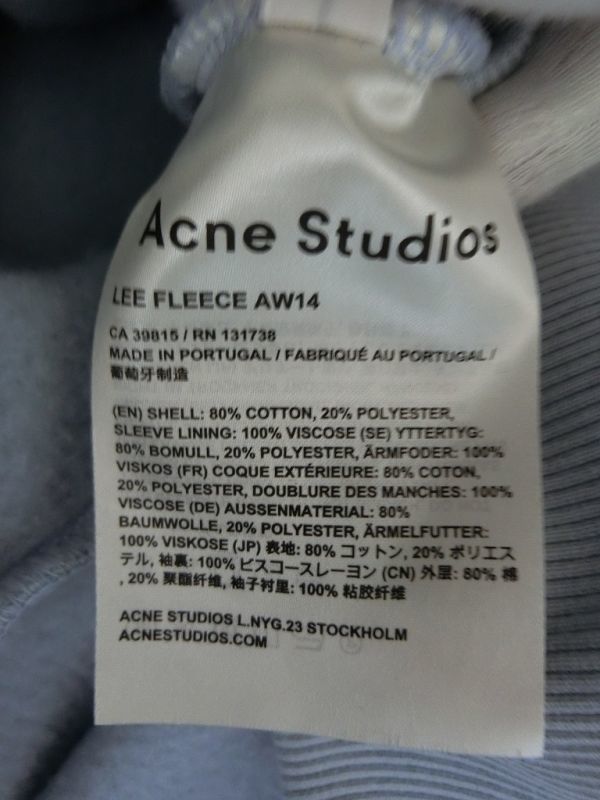 Acne Studios
LEE FLEECE AW14
CA 39815 / RN 131738
MADE IN PORTUGAL / FABRIQUÉ AU PORTUGAL /
葡萄牙制造
(EN) SHELL: 80% COTTON, 20% POLYESTER,
SLEEVE LINING: 100% VISCOSE (SE) YTTERTYG:
80% BOMULL, 20% POLYESTER, ÄRMFODER: 100%
VISKOS (FR) COQUE EXTÉRIEURE: 80% COTON,
20% POLYESTER, DOUBLURE DES MANCHES: 100%
VISCOSE (DE) AUSSENMATERIAL: 80%
BAUMWOLLE, 20% POLYESTER, ÄRMELFUTTER:
100% VISKOSE (JP) 表地: 80% コットン, 20% ポリエス
テル, 袖裏: 100% ビスコースレーヨン (CN) 外层: 80% 棉
, 20% 聚酯纤维, 袖子衬里: 100% 粘胶纤维
ACNE STUDIOS L.NYG.23 STOCKHOLM
ACNESTUDIOS.COM